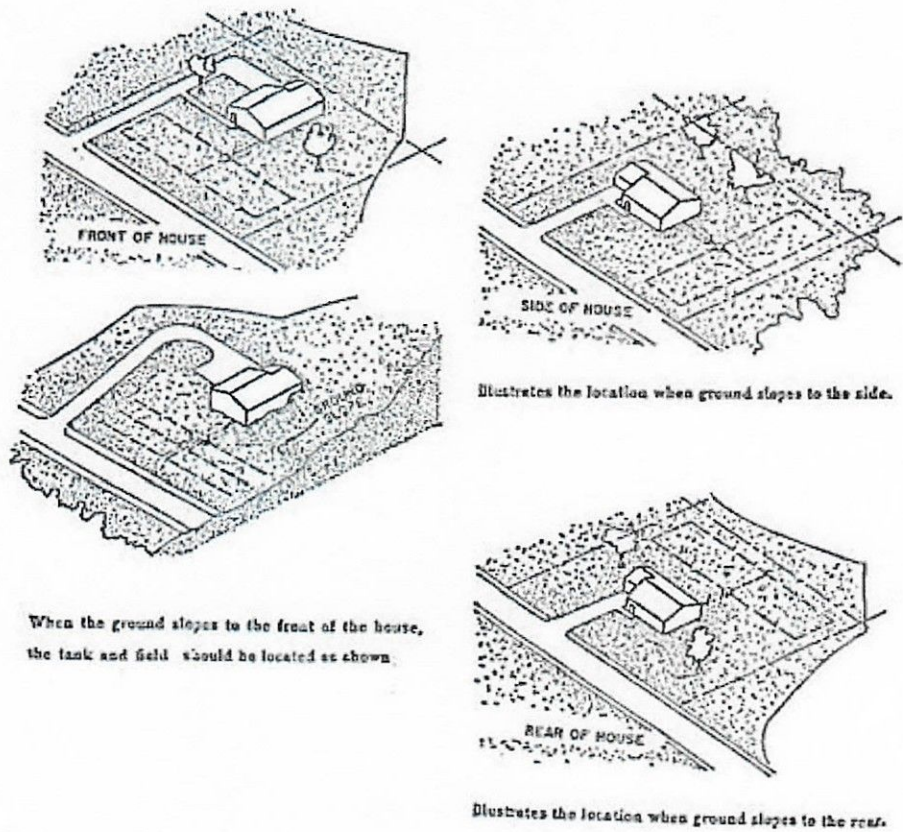 FRONT OF HOUSE
GROUND
SLOPE
When the ground slopes to the front of the house,
the tank and field should be located as shown
SIDE OF HOUSE
Illustrates the location when ground slopes to the side.
REAR OF HOUSE
Illustrates the location when ground slopes to the rear.